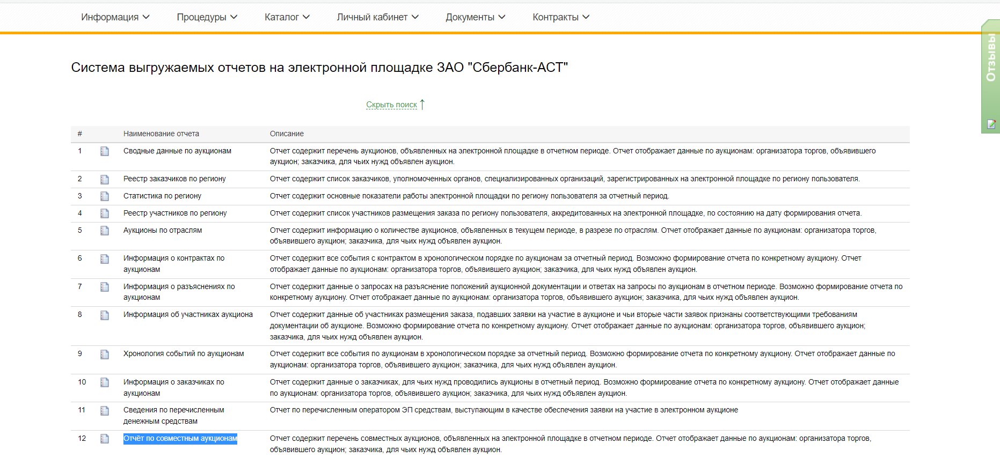 Информация Процедуры Каталог Личный кабинет Документы Контракты
Отзывы
Система выгружаемых отчетов на электронной площадке ЗАО "Сбербанк-АСТ"
Скрыть поиск
# Наименование отчета Описание
1 Сводные данные по аукционам Отчет содержит перечень аукционов, объявленных на электронной площадке в отчетном периоде. Отчет отображает данные по аукционам: организатора торгов, объявившего
аукцион; заказчика, для чьих нужд объявлен аукцион.
2 Реестр заказчиков по региону Отчет содержит список заказчиков, уполномоченных органов, специализированных организаций, зарегистрированных на электронной площадке по региону пользователя.
3 Статистика по региону Отчет содержит основные показатели работы электронной площадки по региону пользователя за отчетный период.
4 Реестр участников по региону Отчет содержит список участников размещения заказа по региону пользователя, аккредитованных на электронной площадке, по состоянию на дату формирования отчета.
5 Аукционы по отраслям Отчет содержит информацию о количестве аукционов, объявленных в текущем периоде, в разрезе по отраслям. Отчет отображает данные по аукционам: организатора торгов,
объявившего аукцион; заказчика, для чьих нужд объявлен аукцион.
6 Информация о контрактах по Отчет содержит все события с контрактом в хронологическом порядке по аукционам за отчетный период. Возможно формирование отчета по конкретному аукциону. Отчет
аукционам отображает данные по аукционам: организатора торгов, объявившего аукцион; заказчика, для чьих нужд объявлен аукцион.
7 Информация о разъяснениях по Отчет содержит данные о запросах на разъяснение положений аукционной документации и ответах на запросы по аукционам в отчетном периоде. Возможно формирование отчета по
аукционам конкретному аукциону. Отчет отображает данные по аукционам: организатора торгов, объявившего аукцион; заказчика, для чьих нужд объявлен аукцион.
8 Информация об участниках аукциона Отчет содержит данные об участниках размещения заказа, подавших заявки на участие в аукционе и чьи вторые части заявок признаны соответствующими требованиям
документации об аукционе. Возможно формирование отчета по конкретному аукциону. Отчет отображает данные по аукционам: организатора торгов, объявившего аукцион;
заказчика, для чьих нужд объявлен аукцион.
9 Хронология событий по аукционам Отчет содержит все события по аукционам в хронологическом порядке за отчетный период. Возможно формирование отчета по конкретному аукциону. Отчет отображает данные по
аукционам: организатора торгов, объявившего аукцион; заказчика, для чьих нужд объявлен аукцион.
10 Информация о заказчиках по Отчет содержит данные о заказчиках, для чьих нужд проводились аукционы в отчетный период. Возможно формирование отчета по конкретному аукциону. Отчет отображает данные
аукционам по аукционам: организатора торгов, объявившего аукцион; заказчика, для чьих нужд объявлен аукцион.
11 Сведения по перечисленным Отчет по перечисленным оператором ЭП средствам, выступающим в качестве обеспечения заявки на участие в электронном аукционе
денежным средствам
12 Отчёт по совместным аукционам Отчет содержит перечень совместных аукционов, объявленных на электронной площадке в отчетном периоде. Отчет отображает данные по аукционам: организатора торгов,
объявившего аукцион; заказчика, для чьих нужд объявлен аукцион.